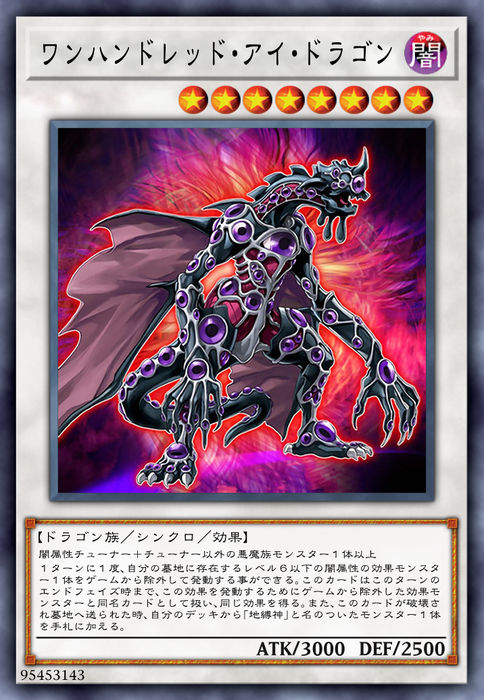 ワンハンドレッド・アイ・ドラゴン
やみ
闇
【ドラゴン族／シンクロ／効果】
闇属性チューナー＋チューナー以外の悪魔族モンスター１体以上
１ターンに１度、自分の墓地に存在するレベル６以下の闇属性の効果モンス
ター１体をゲームから除外して発動する事ができる。このカードはこのターンの
エンドフェイズ時まで、この効果を発動するためにゲームから除外した効果モ
ンスターと同名カードとして扱い、同じ効果を得る。また、このカードが破壊さ
れ墓地へ送られた時、自分のデッキから「地縛神」と名のついたモンスター１体
を手札に加える。
ATK/3000 DEF/2500
95453143